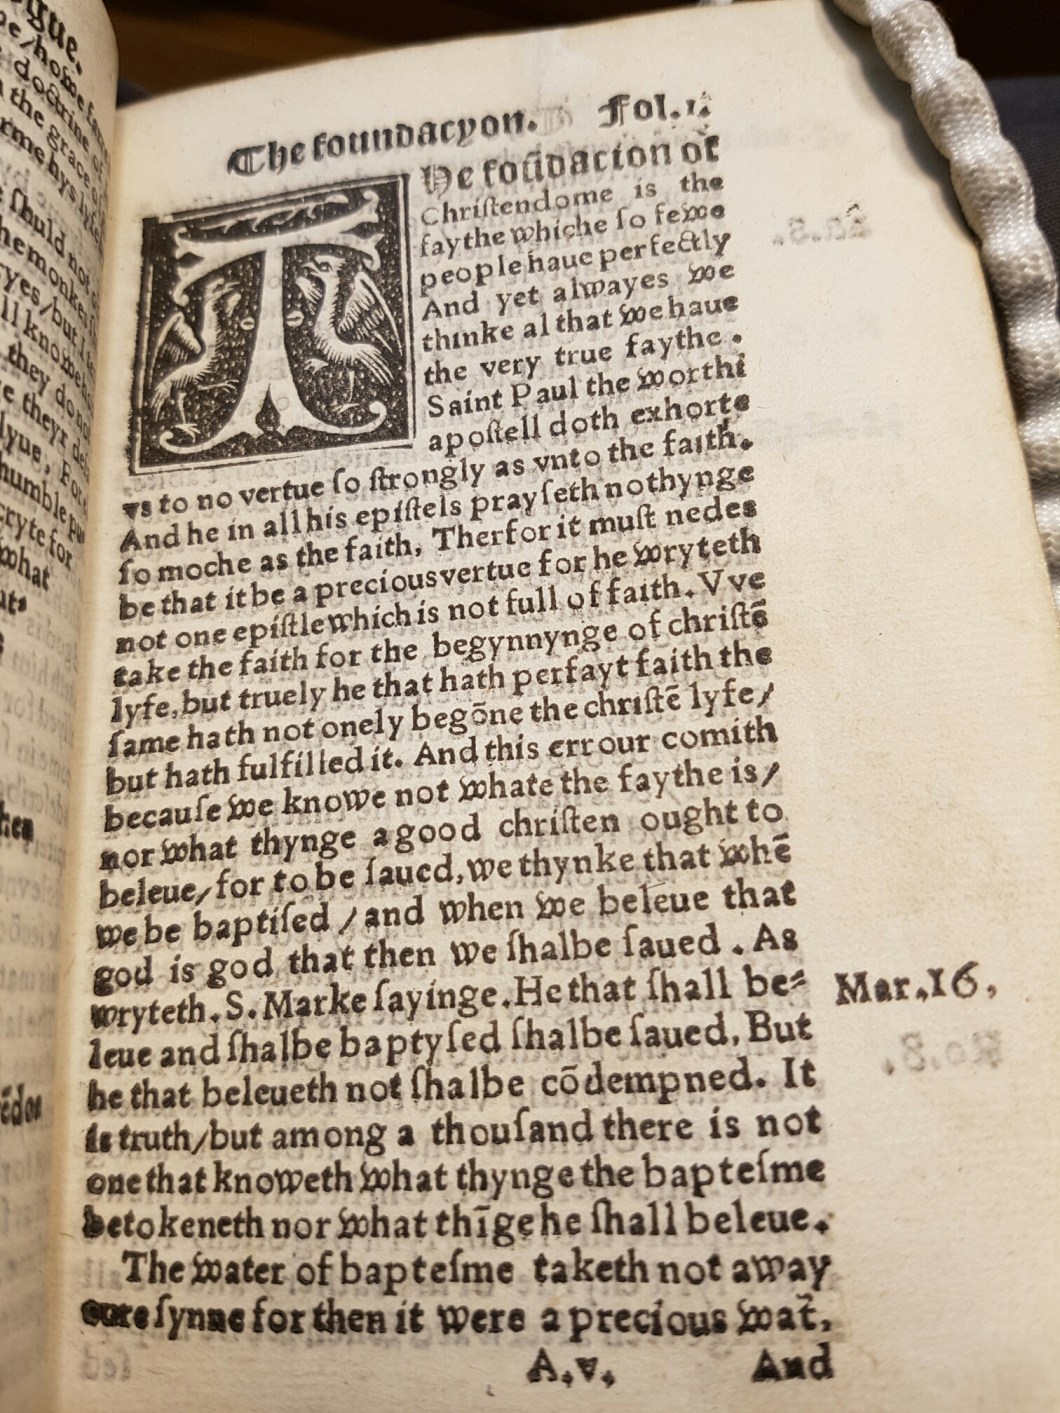 The foundacyon. Fol.1.
THe foūdacion of
Chriſtendome is the
faythe whiche ſo fewe
people haue perfectly
And yet alwayes we
thinke al that we haue
the very true faythe.
Saint Paul the worthi
apoſtell doth exhorte
vs to no vertue ſo ſtrongly as vnto the faith.
And he in all his epiſtels prayſeth nothynge
ſo moche as the faith, Therfor it muſt nedes
be that it be a precious vertue for he wryteth
not one epiſtle which is not full of faith. VVe
take the faith for the begynnynge of chriſtē
lyfe, but truely he that hath perfayt faith the
ſame hath not onely begōne the chriſtē lyfe/
but hath fulfilled it. And this errour comith
becauſe we knowe not whate the faythe is/
nor what thynge a good chriſten ought to
beleue/for to be ſaued, we thynke that whē
we be baptiſed /and when we beleue that
god is god that then we ſhalbe ſaued. As
wryteth. S. Marke ſayinge. He that ſhall be⸗
leue and ſhalbe baptyſed ſhalbe ſaued, But
he that beleueth not ſhalbe cōdempned. It
is truth/but among a thouſand there is not
one that knoweth what thynge the bapteſme
betokeneth nor what thīge he ſhall beleue.
The water of bapteſme taketh not away
oure ſynne for then it were a precious wat̄,
A.v. And
Mar.16,